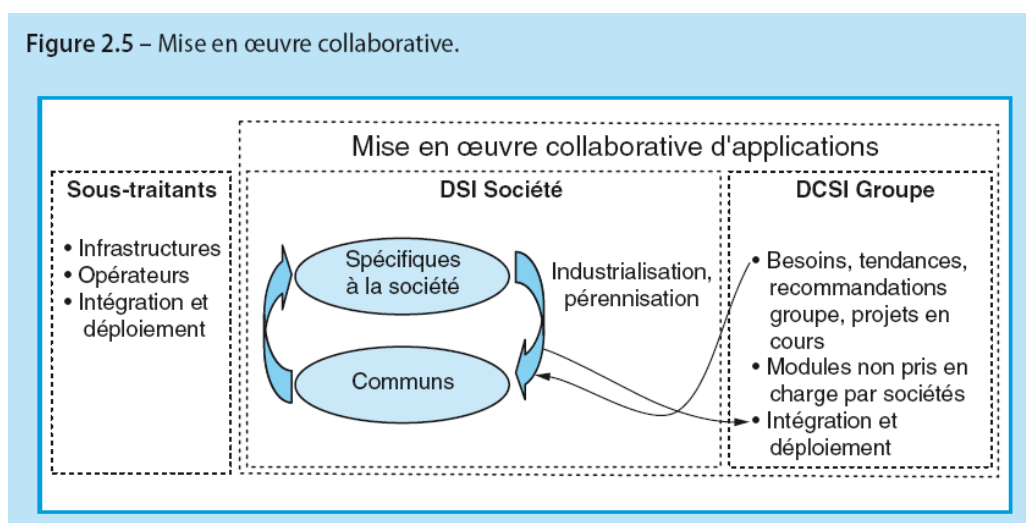 Figure 2.5 – Mise en œuvre collaborative.
Mise en œuvre collaborative d'applications
Sous-traitants
• Infrastructures
• Opérateurs
• Intégration et
déploiement
DSI Société
Spécifiques
à la société
Communs
Industrialisation,
pérennisation
DCSI Groupe
• Besoins, tendances,
recommandations
groupe, projets en
cours
• Modules non pris en
charge par sociétés
• Intégration et
déploiement